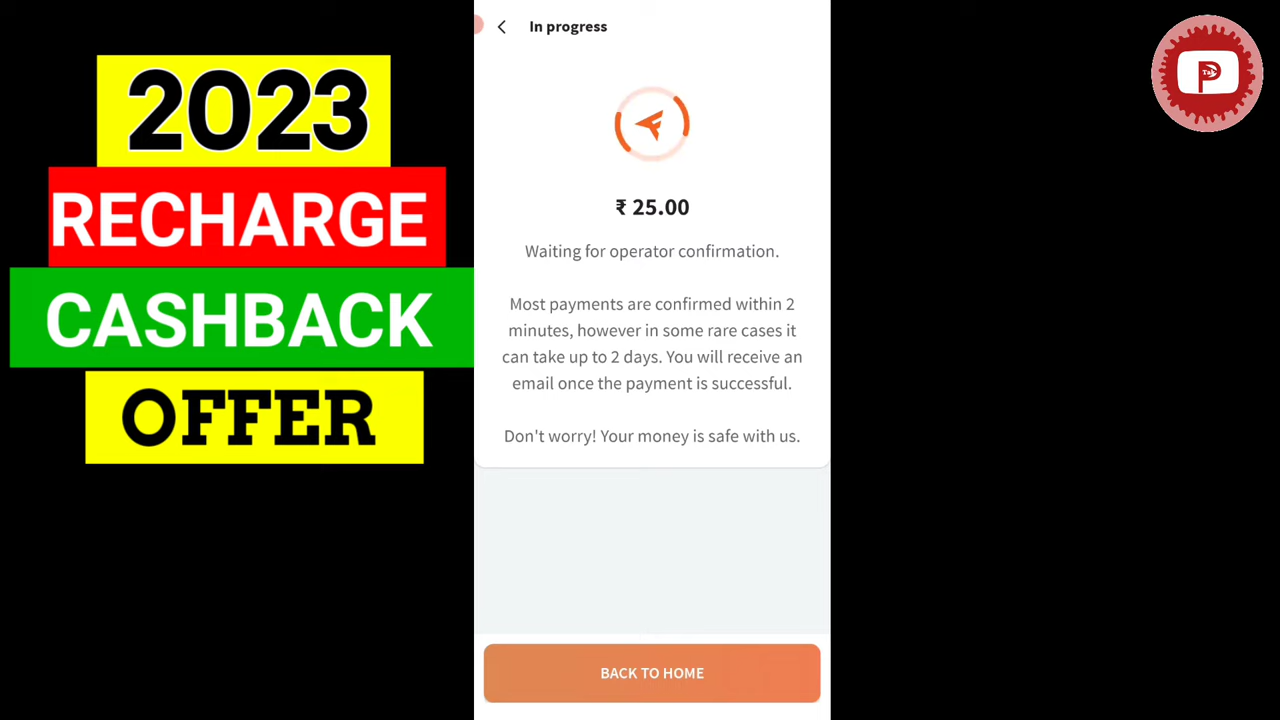 2023
RECHARGE
CASHBACK
OFFER
In progress
₹ 25.00
Waiting for operator confirmation.
Most payments are confirmed within 2
minutes, however in some rare cases it
can take up to 2 days. You will receive an
email once the payment is successful.
Don't worry! Your money is safe with us.
BACK TO HOME
P